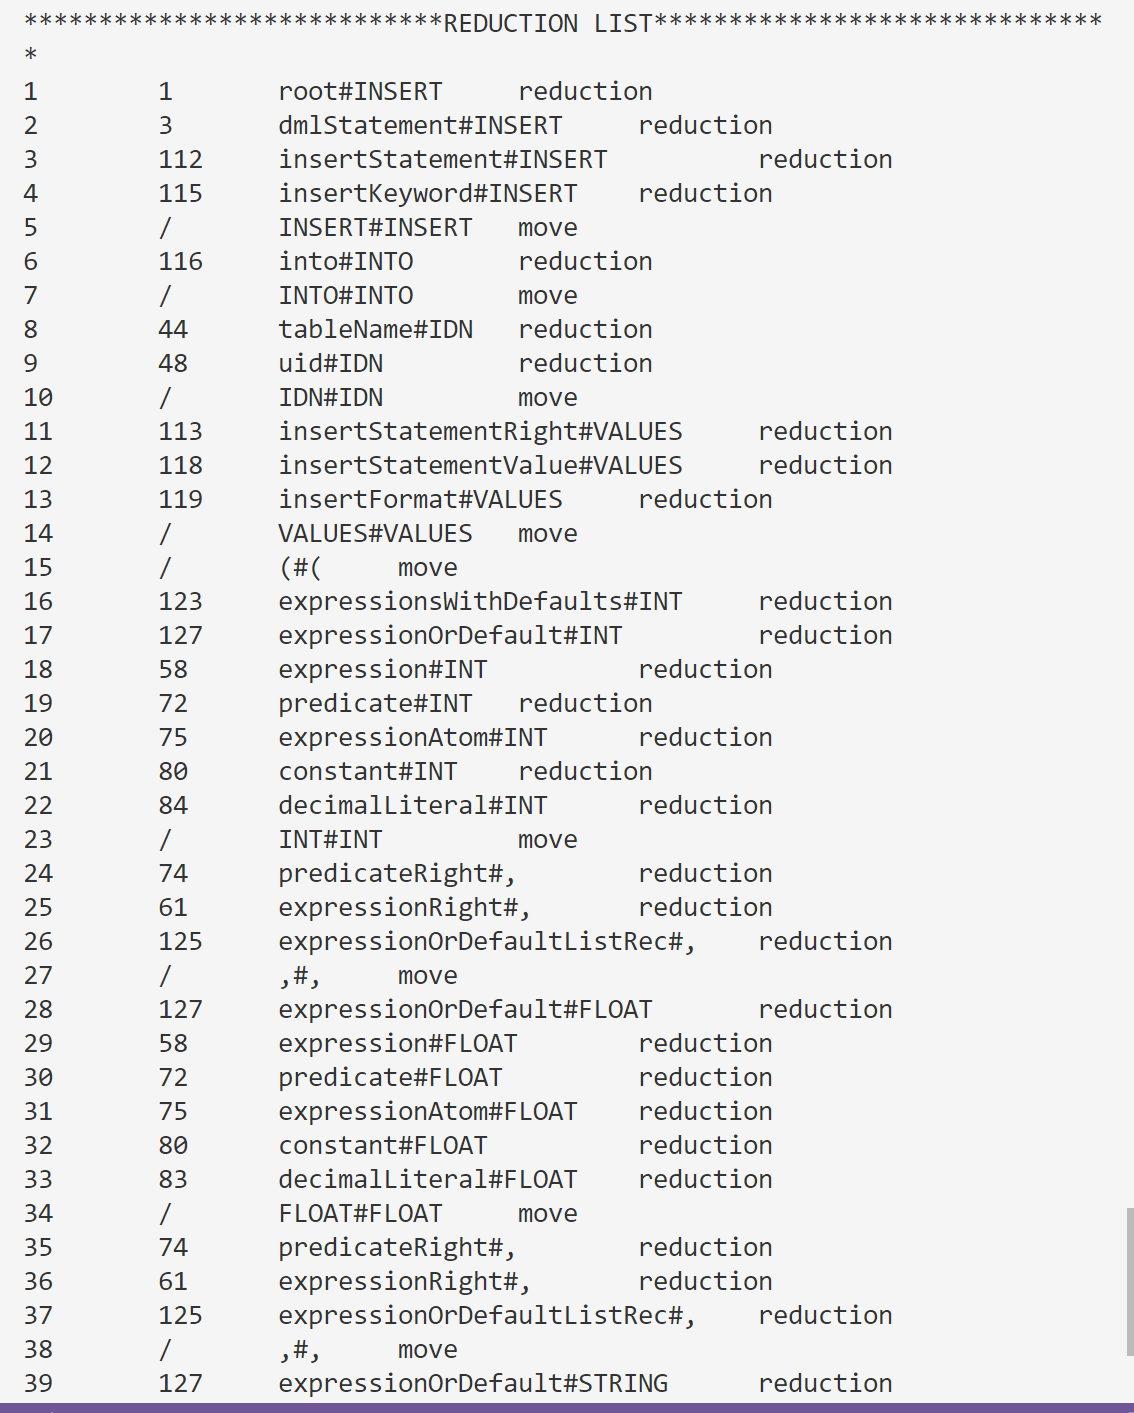 ****************************REDUCTION LIST******************************
*
1	1	root#INSERT	reduction
2	3	dmlStatement#INSERT	reduction
3	112	insertStatement#INSERT	reduction
4	115	insertKeyword#INSERT	reduction
5	/	INSERT#INSERT	move
6	116	into#INTO	reduction
7	/	INTO#INTO	move
8	44	tableName#IDN	reduction
9	48	uid#IDN	reduction
10	/	IDN#IDN	move
11	113	insertStatementRight#VALUES	reduction
12	118	insertStatementValue#VALUES	reduction
13	119	insertFormat#VALUES	reduction
14	/	VALUES#VALUES	move
15	/	(#(	move
16	123	expressionsWithDefaults#INT	reduction
17	127	expressionOrDefault#INT	reduction
18	58	expression#INT	reduction
19	72	predicate#INT	reduction
20	75	expressionAtom#INT	reduction
21	80	constant#INT	reduction
22	84	decimalLiteral#INT	reduction
23	/	INT#INT	move
24	74	predicateRight#,	reduction
25	61	expressionRight#,	reduction
26	125	expressionOrDefaultListRec#,	reduction
27	/	,#,	move
28	127	expressionOrDefault#FLOAT	reduction
29	58	expression#FLOAT	reduction
30	72	predicate#FLOAT	reduction
31	75	expressionAtom#FLOAT	reduction
32	80	constant#FLOAT	reduction
33	83	decimalLiteral#FLOAT	reduction
34	/	FLOAT#FLOAT	move
35	74	predicateRight#,	reduction
36	61	expressionRight#,	reduction
37	125	expressionOrDefaultListRec#,	reduction
38	/	,#,	move
39	127	expressionOrDefault#STRING	reduction